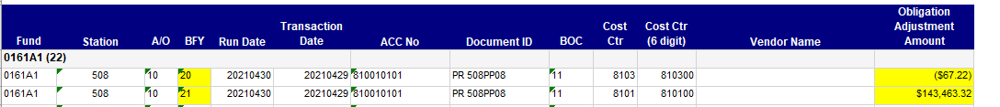 Fund Station A/O BFY Run Date Transaction Date ACC No Document ID BOC Cost Ctr Cost Ctr (6 digit) Vendor Name Obligation Adjustment Amount
0161A1 (22)
0161A1 508 10 20 20210430 20210429 810010101 PR 508PP08 11 8103 810300 ($67.22)
0161A1 508 10 21 20210430 20210429 810010101 PR 508PP08 11 8101 810100 $143,463.32